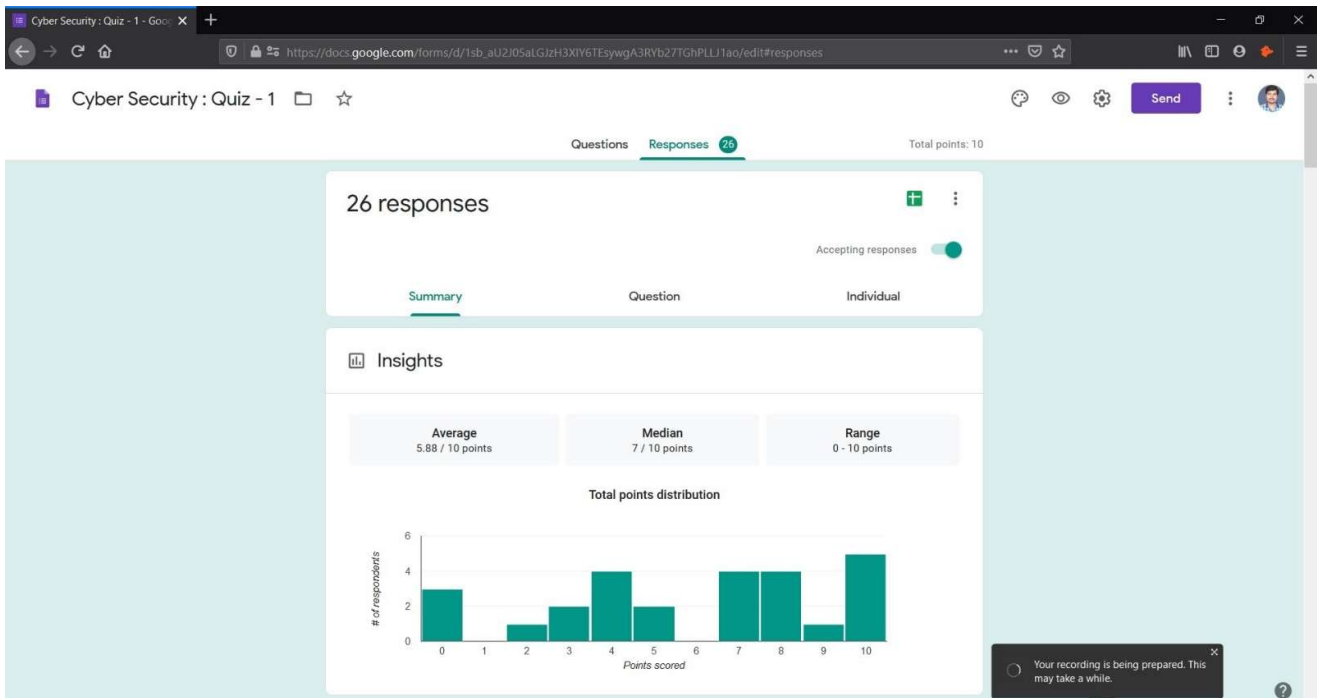 Cyber Security : Quiz - 1 - Goog
https://docs.google.com/forms/d/1sb_aU2J05aLGJzH3XIY6TEsywgA3RYb27TGhPLLJ1ao/edit#responses
Cyber Security : Quiz - 1
Send
Questions Responses 26 Total points: 10
26 responses
Accepting responses
Summary Question Individual
Insights
Average Median Range
5.88 / 10 points 7 / 10 points 0 - 10 points
Total points distribution
# of respondents
6
4
2
0
0 1 2 3 4 5 6 7 8 9 10
Points scored
Your recording is being prepared. This
may take a while.